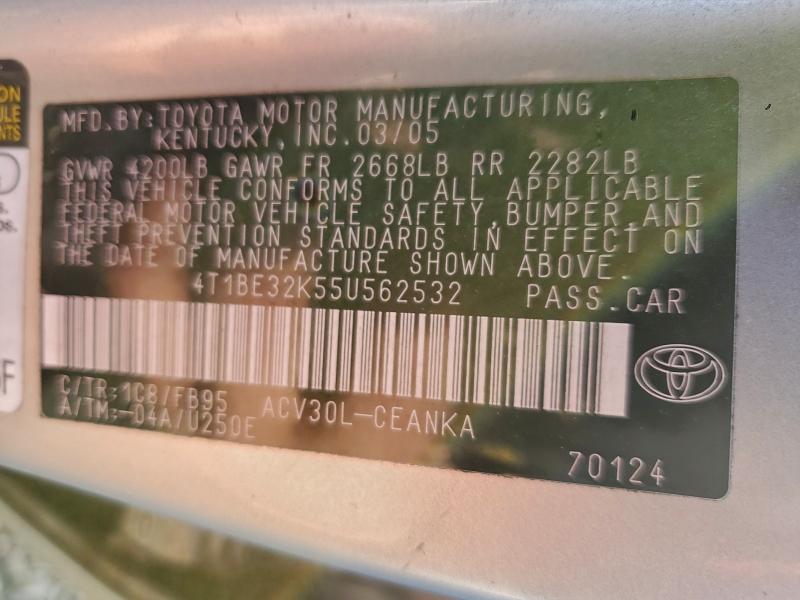 MFD.BY:TOYOTA MOTOR MANUFACTURING,
KENTUCKY,INC.03/05
GVWR 4200LB GAWR FR 2668LB RR 2282LB
THIS VEHICLE CONFORMS TO ALL APPLICABLE
FEDERAL MOTOR VEHICLE SAFETY,BUMPER,AND
THEFT PREVENTION STANDARDS IN EFFECT ON
THE DATE OF MANUFACTURE SHOWN ABOVE.
4T1BE32K55U562532 PASS.CAR
C/TR:1C8/FB95
A/TM:-04A/U250E
ACV30L-CEANKA
70124